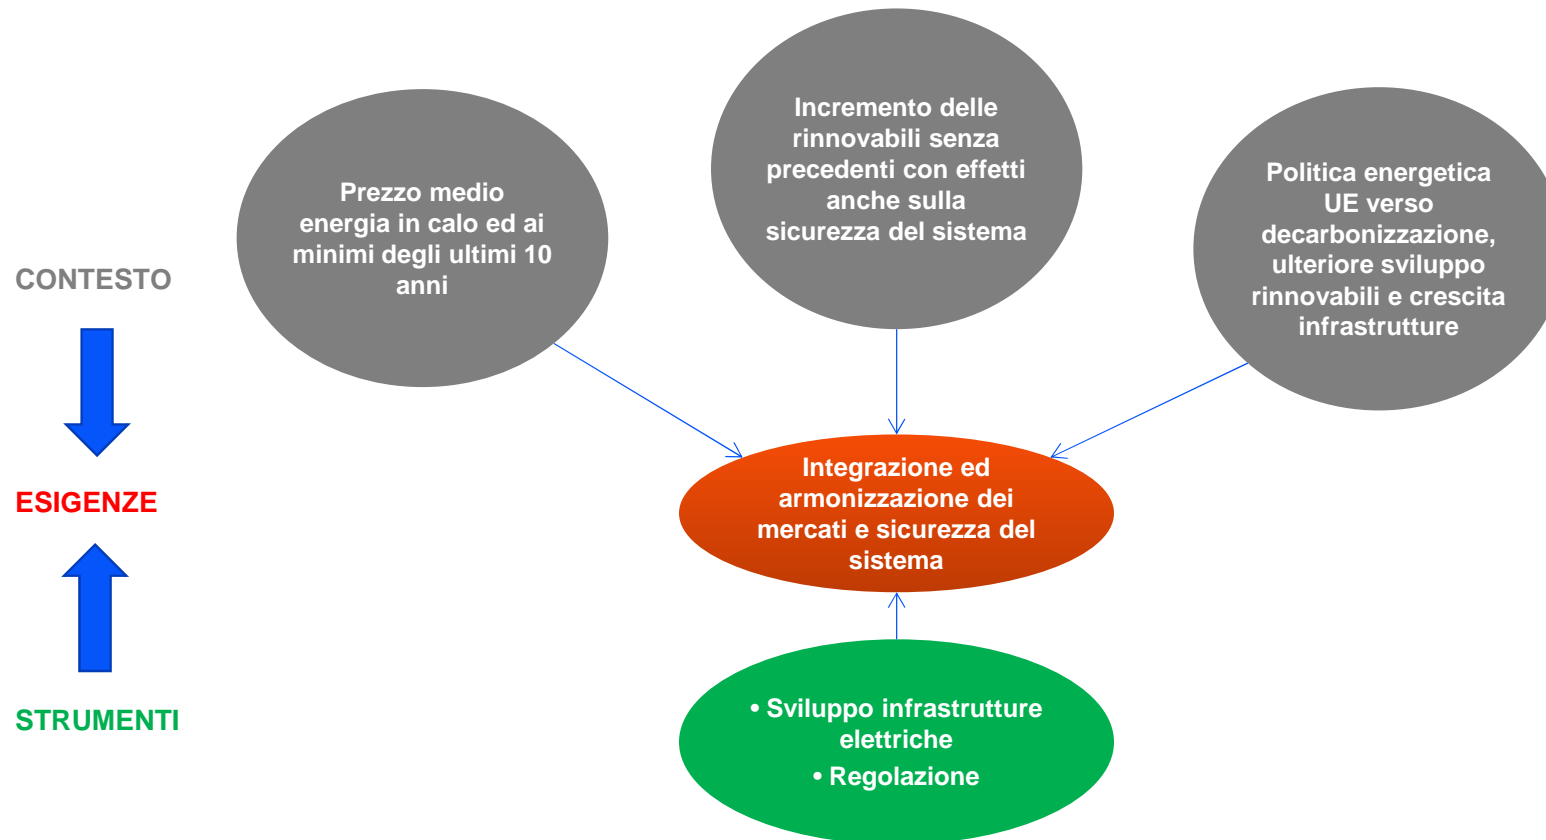 Incremento delle
rinnovabili senza
precedenti con effetti
anche sulla
sicurezza del sistema
Prezzo medio
energia in calo ed ai
minimi degli ultimi 10
anni
Politica energetica
UE verso
decarbonizzazione,
ulteriore sviluppo
rinnovabili e crescita
infrastrutture
CONTESTO
ESIGENZE
Integrazione ed
armonizzazione dei
mercati e sicurezza del
sistema
STRUMENTI
• Sviluppo infrastrutture
elettriche
• Regolazione